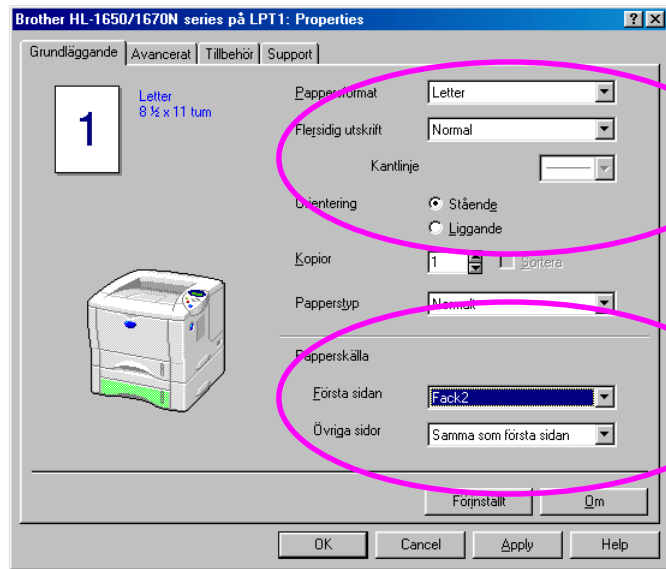 Brother HL-1650/1670N series på LPT1: Properties
Grundläggande Avancerat Tillbehör Support
1
Letter
8 ½ x 11 tum
Pappersformat Letter
Flersidig utskrift Normal
Kantlinje
Orientering Stående
Liggande
Kopior 1 Sortera
Papperstyp Normalt
Papperskälla
Första sidan Fack2
Övriga sidor Samma som första sidan
Förinstallt Om
OK Cancel Apply Help